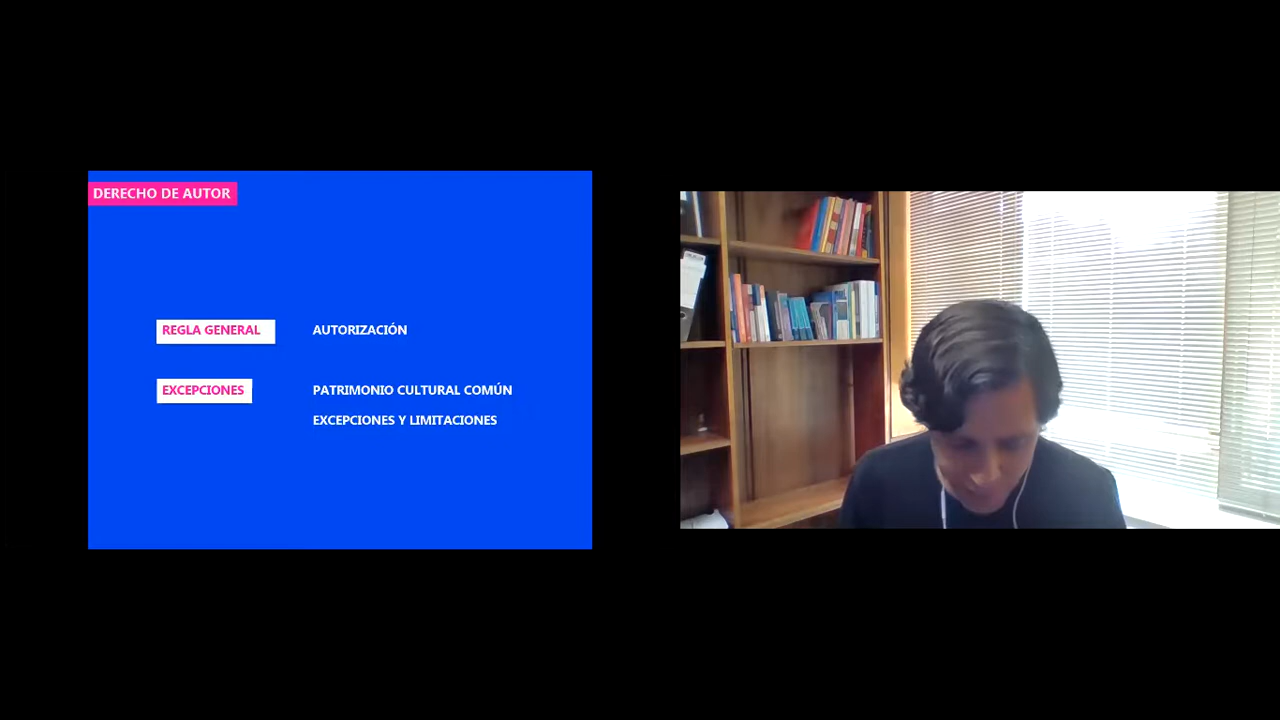 DERECHO DE AUTOR
REGLA GENERAL AUTORIZACIÓN
EXCEPCIONES PATRIMONIO CULTURAL COMÚN
EXCEPCIONES Y LIMITACIONES